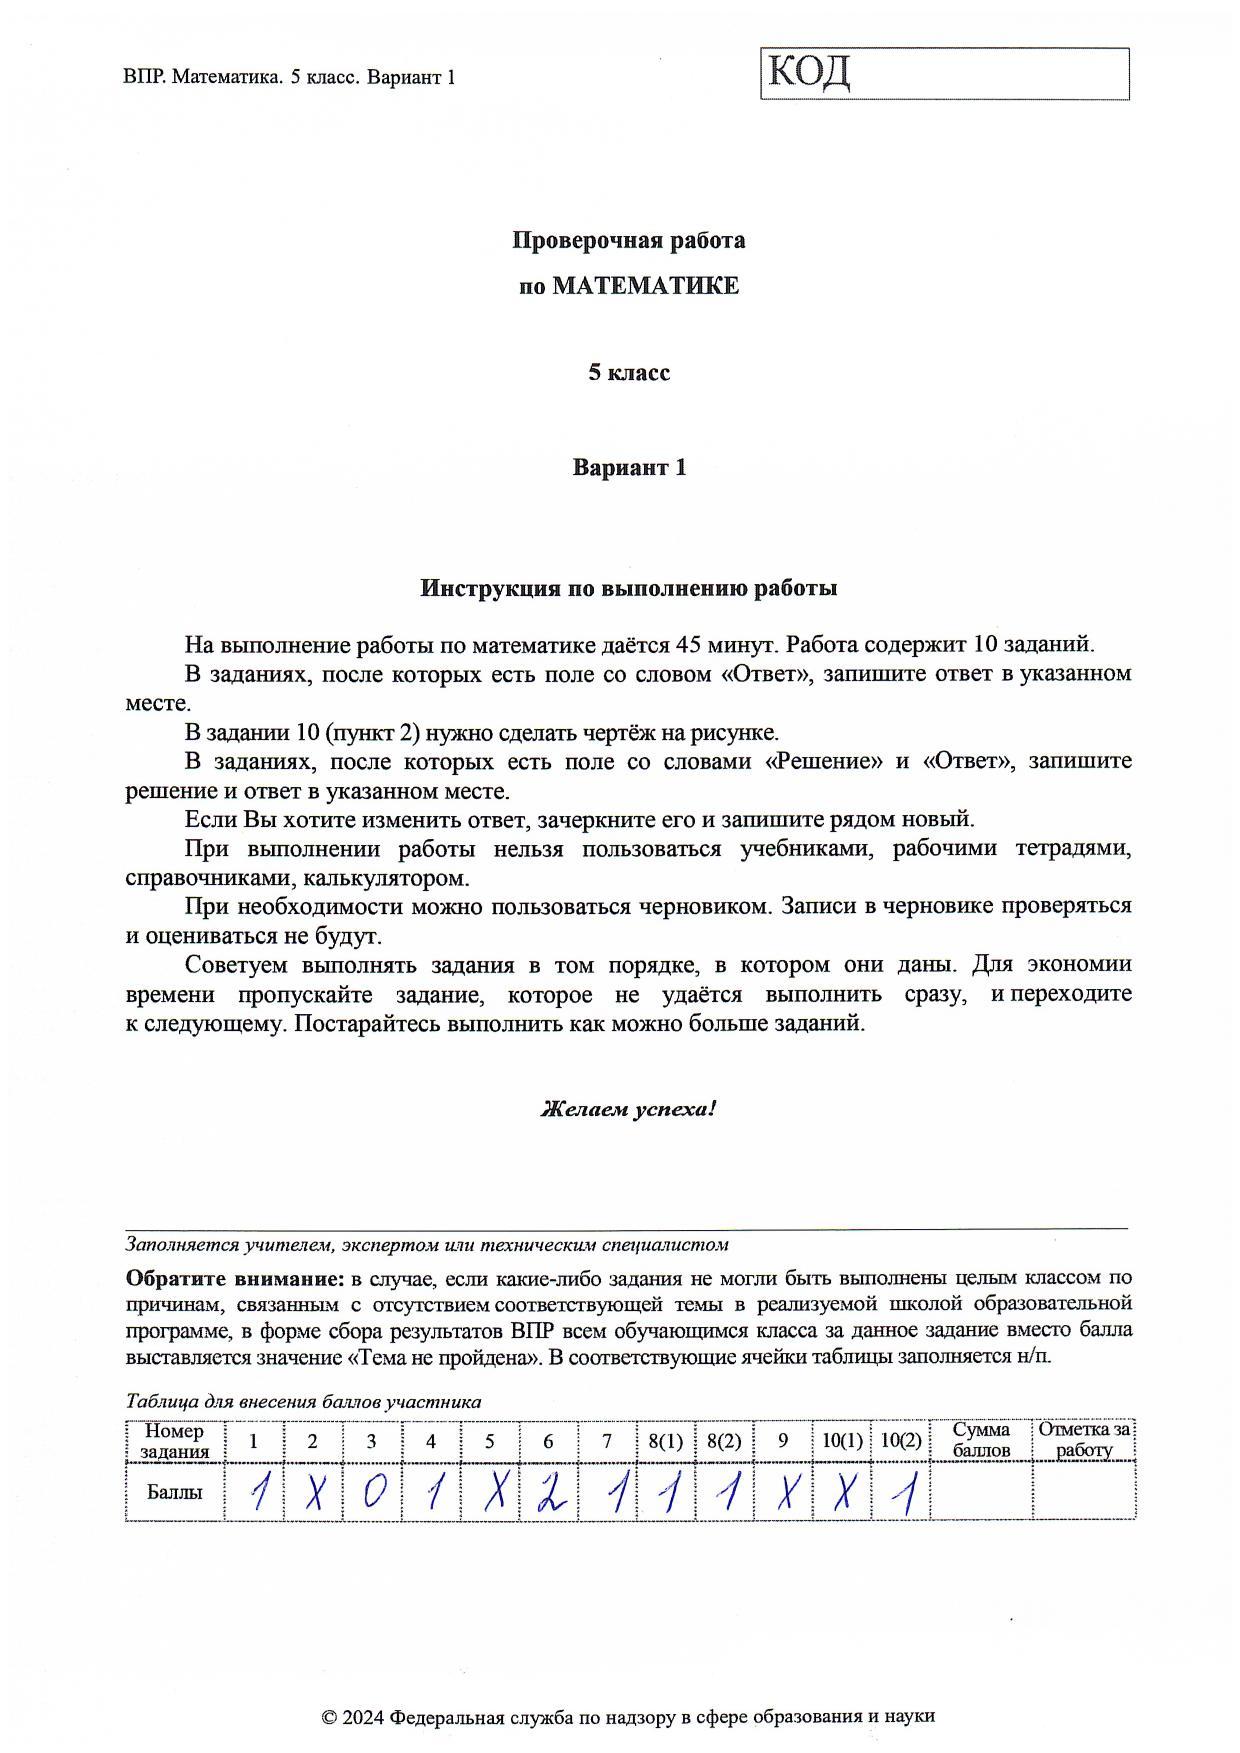 ВПР. Математика. 5 класс. Вариант 1
КОД
Проверочная работа
по МАТЕМАТИКЕ
5 класс
Вариант 1
Инструкция по выполнению работы
На выполнение работы по математике даётся 45 минут. Работа содержит 10 заданий.
В заданиях, после которых есть поле со словом «Ответ», запишите ответ в указанном
месте.
В задании 10 (пункт 2) нужно сделать чертёж на рисунке.
В заданиях, после которых есть поле со словами «Решение» и «Ответ», запишите
решение и ответ в указанном месте.
Если Вы хотите изменить ответ, зачеркните его и запишите рядом новый.
При выполнении работы нельзя пользоваться учебниками, рабочими тетрадями,
справочниками, калькулятором.
При необходимости можно пользоваться черновиком. Записи в черновике проверяться
и оцениваться не будут.
Советуем выполнять задания в том порядке, в котором они даны. Для экономии
времени пропускайте задание, которое не удаётся выполнить сразу, и переходите
к следующему. Постарайтесь выполнить как можно больше заданий.
Желаем успеха!
Заполняется учителем, экспертом или техническим специалистом
Обратите внимание: в случае, если какие-либо задания не могли быть выполнены целым классом по
причинам, связанным с отсутствием соответствующей темы в реализуемой школой образовательной
программе, в форме сбора результатов ВПР всем обучающимся класса за данное задание вместо балла
выставляется значение «Тема не пройдена». В соответствующие ячейки таблицы заполняется н/п.
Таблица для внесения баллов участника
Номер задания 1 2 3 4 5 6 7 8(1) 8(2) 9 10(1) 10(2) Сумма баллов Отметка за работу
Баллы 1 X 0 1 X 2 1 1 1 X X 1
© 2024 Федеральная служба по надзору в сфере образования и науки